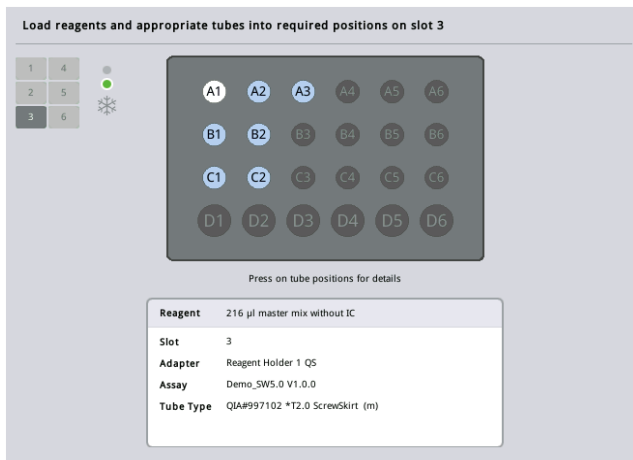 Load reagents and appropriate tubes into required positions on slot 3
1 4
2 5
3 6
A1 A2 A3 A4 A5 A6
B1 B2 B3 B4 B5 B6
C1 C2 C3 C4 C5 C6
D1 D2 D3 D4 D5 D6
Press on tube positions for details
Reagent 216 µl master mix without IC
Slot 3
Adapter Reagent Holder 1 QS
Assay Demo_SW5.0 V1.0.0
Tube Type QIA#997102 *T2.0 ScrewSkirt (m)